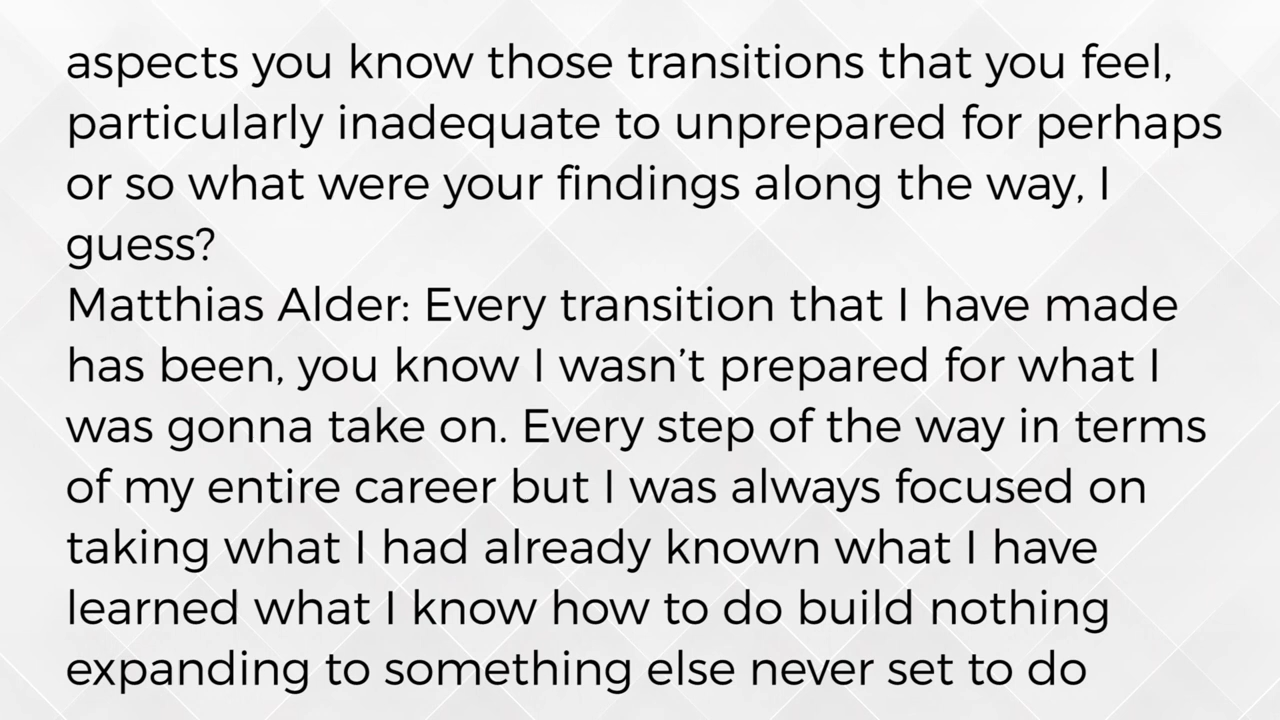 aspects you know those transitions that you feel,
particularly inadequate to unprepared for perhaps
or so what were your findings along the way, I
guess?
Matthias Alder: Every transition that I have made
has been, you know I wasn’t prepared for what I
was gonna take on. Every step of the way in terms
of my entire career but I was always focused on
taking what I had already known what I have
learned what I know how to do build nothing
expanding to something else never set to do